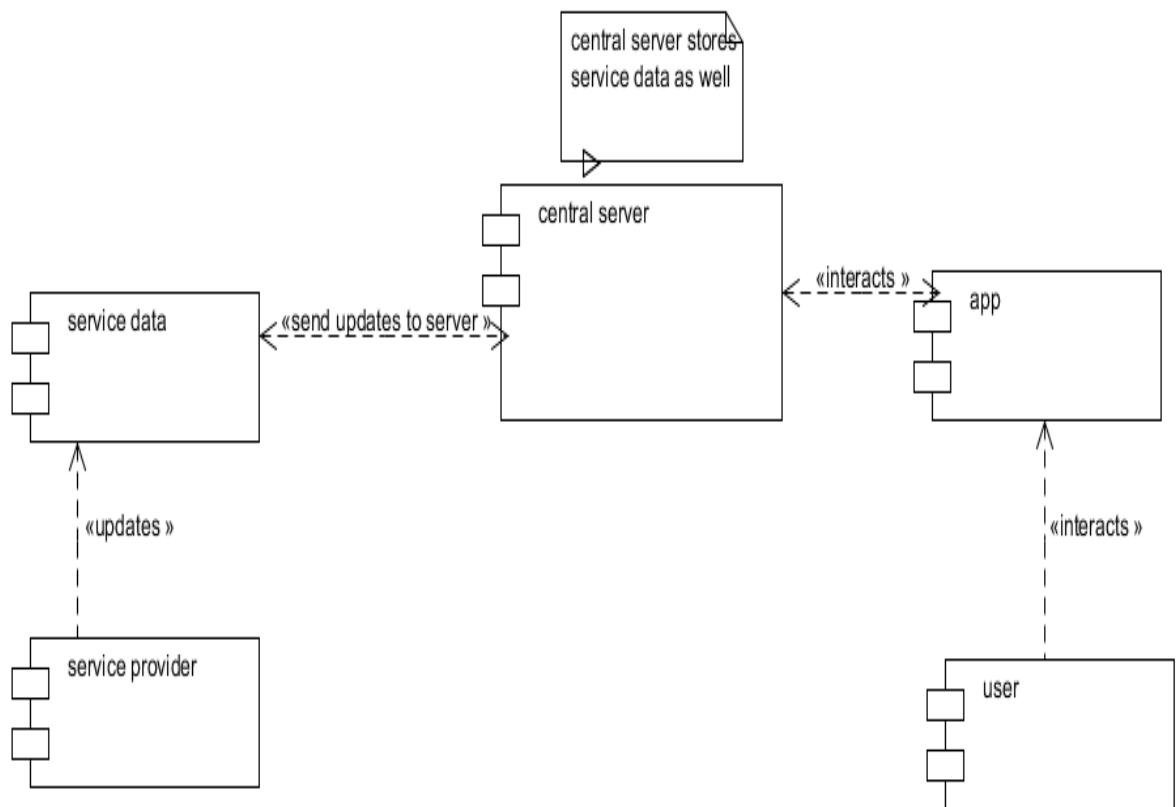 central server stores
service data as well
central server
«interacts »
app
service data
«send updates to server »
«updates »
«interacts »
service provider
user